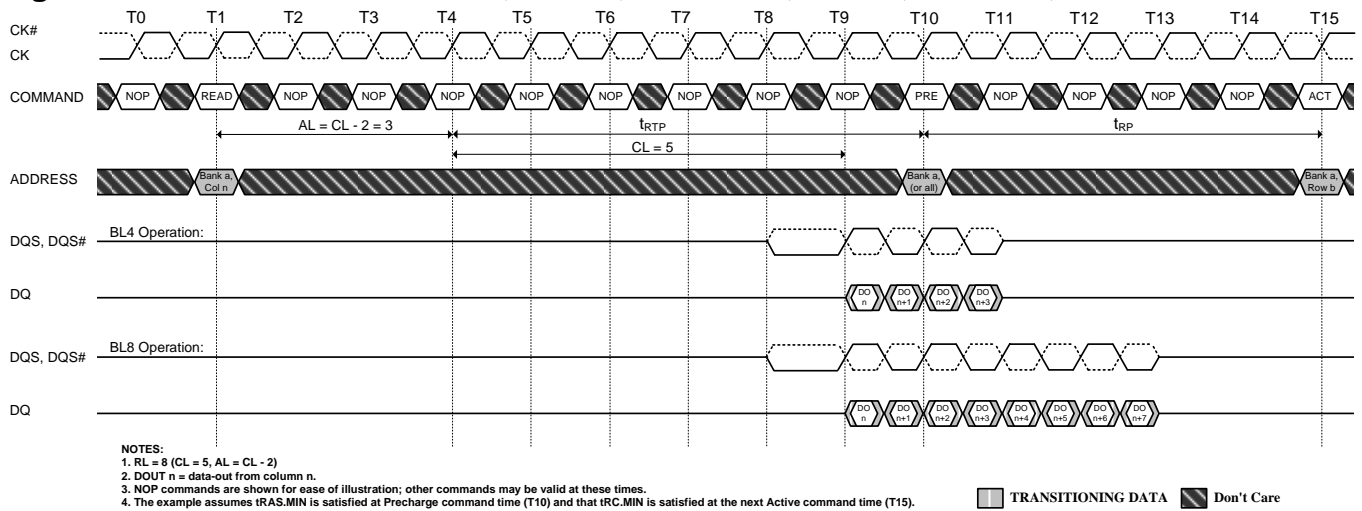 T0 T1 T2 T3 T4 T5 T6 T7 T8 T9 T10 T11 T12 T13 T14 T15
CK#
CK
COMMAND NOP READ NOP NOP NOP NOP NOP NOP NOP NOP PRE NOP NOP NOP NOP ACT
AL = CL - 2 = 3 tRTP tRP
CL = 5
ADDRESS Bank a, Col n Bank a, (or all) Bank a, Row b
BL4 Operation:
DQS, DQS#
DQ DO n DO n+1 DO n+2 DO n+3
BL8 Operation:
DQS, DQS#
DQ DO n DO n+1 DO n+2 DO n+3 DO n+4 DO n+5 DO n+6 DO n+7
NOTES:
1. RL = 8 (CL = 5, AL = CL - 2)
2. DOUT n = data-out from column n.
3. NOP commands are shown for ease of illustration; other commands may be valid at these times.
4. The example assumes tRAS.MIN is satisfied at Precharge command time (T10) and that tRC.MIN is satisfied at the next Active command time (T15).
TRANSITIONING DATA Don't Care